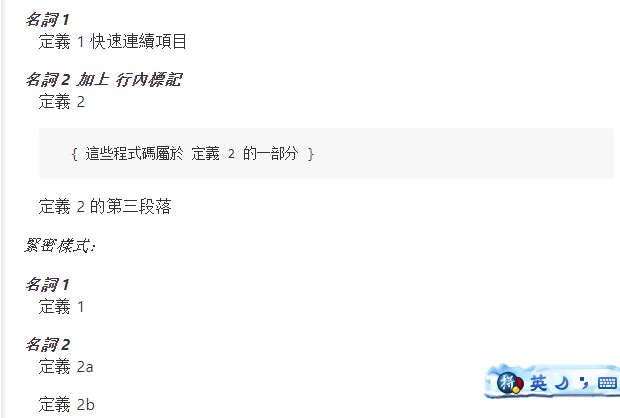 名詞 1
定義 1 快速連續項目
名詞 2 加上 行內標記
定義 2
{ 這些程式碼屬於 定義 2 的一部分 }
定義 2 的第三段落
緊密樣式:
名詞 1
定義 1
名詞 2
定義 2a
定義 2b
拼 英